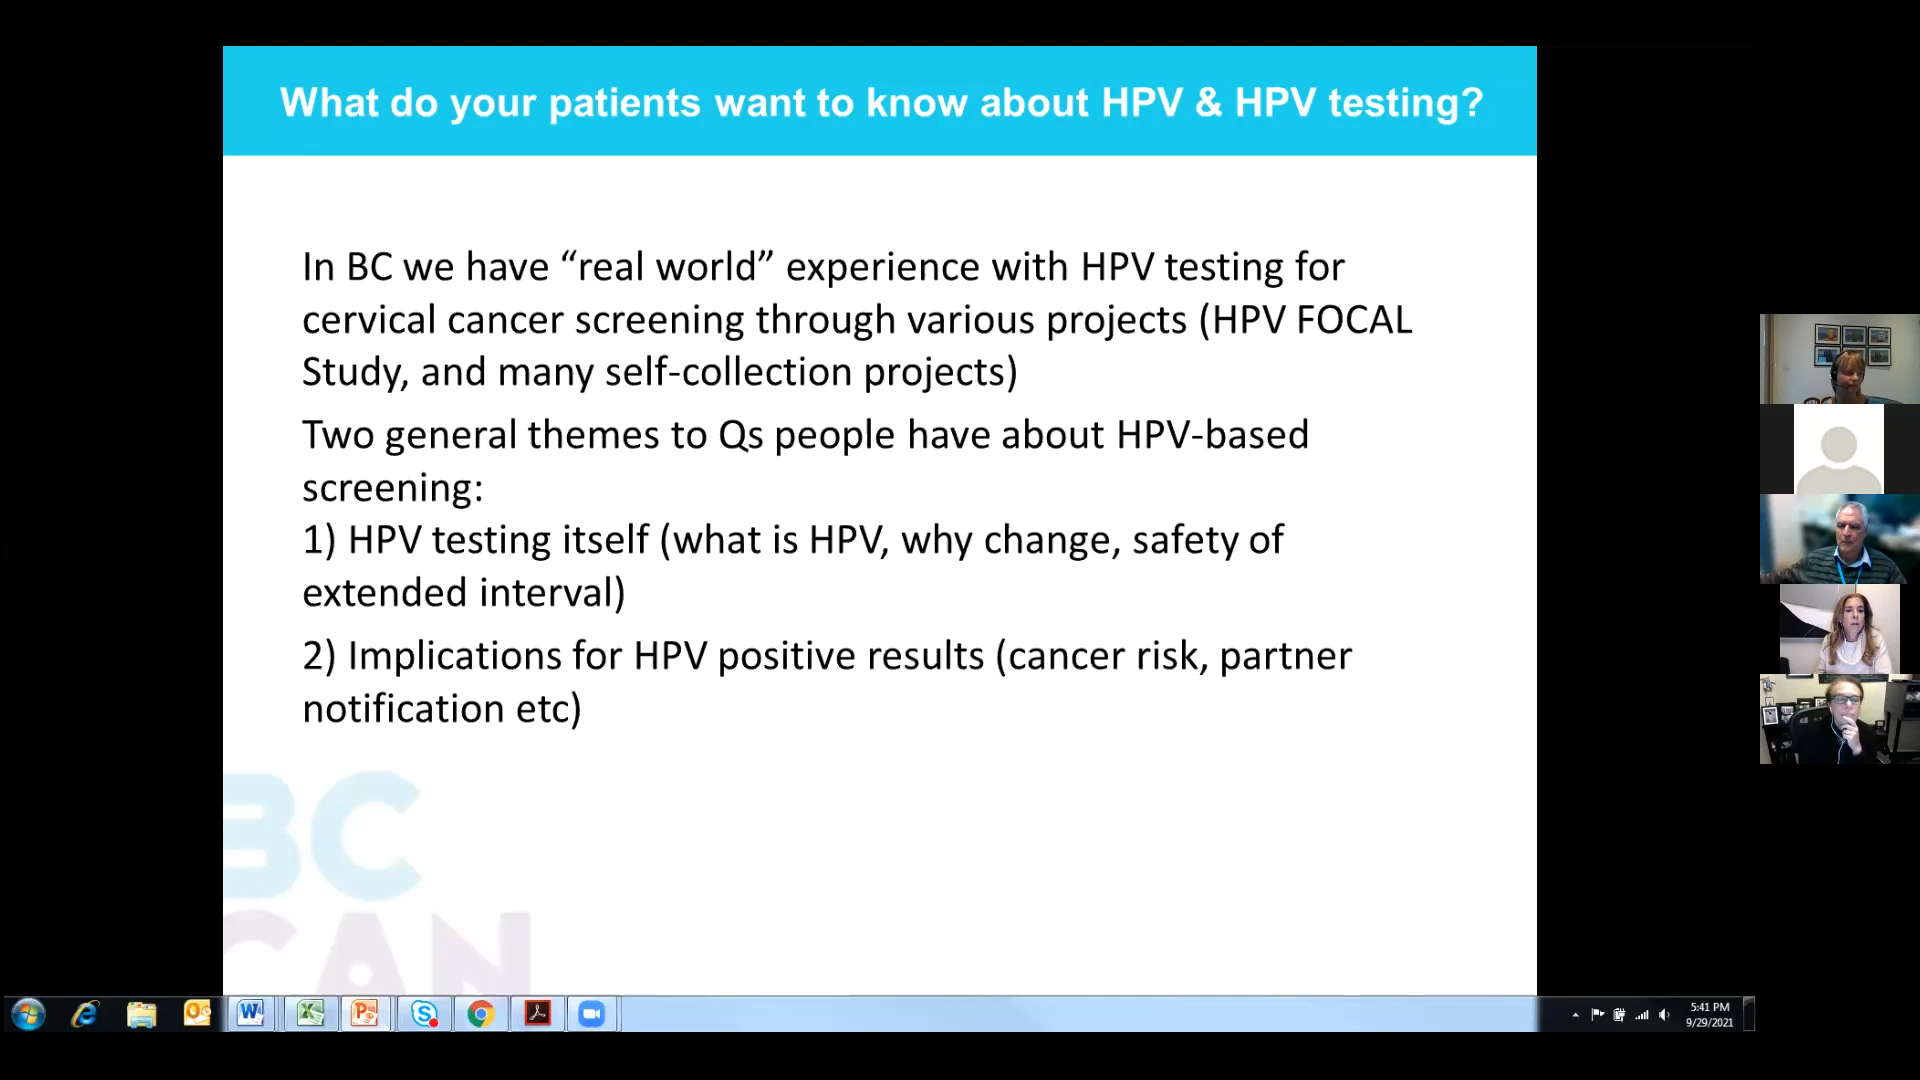 What do your patients want to know about HPV & HPV testing?
In BC we have “real world” experience with HPV testing for
cervical cancer screening through various projects (HPV FOCAL
Study, and many self-collection projects)
Two general themes to Qs people have about HPV-based
screening:
1) HPV testing itself (what is HPV, why change, safety of
extended interval)
2) Implications for HPV positive results (cancer risk, partner
notification etc)
BC
CAN
5:41 PM
9/29/2021